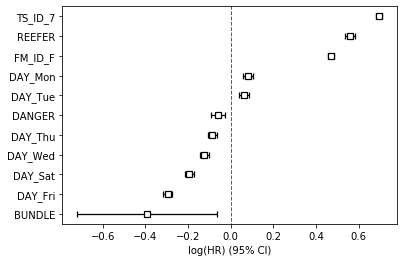 TS_ID_7
REEFER
FM_ID_F
DAY_Mon
DAY_Tue
DANGER
DAY_Thu
DAY_Wed
DAY_Sat
DAY_Fri
BUNDLE
−0.6 −0.4 −0.2 0.0 0.2 0.4 0.6
log(HR) (95% CI)